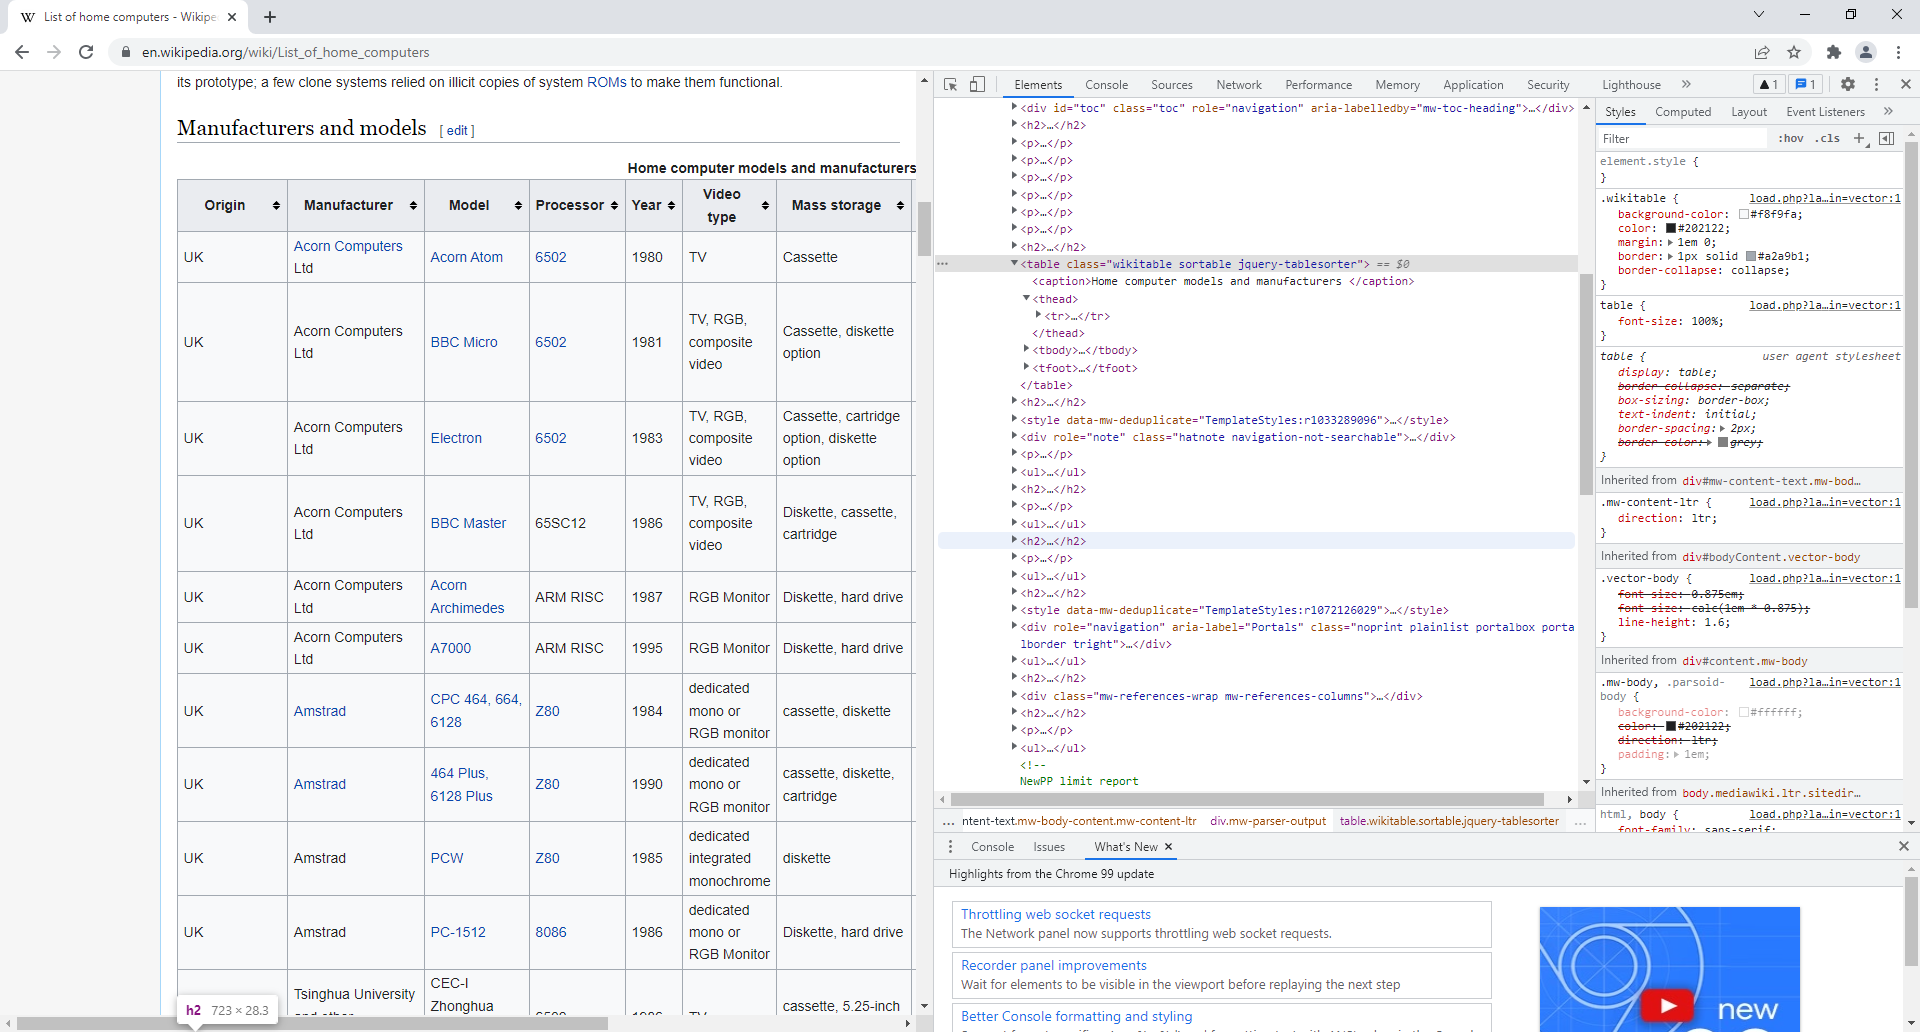 List of home computers - Wikipe
en.wikipedia.org/wiki/List_of_home_computers
its prototype; a few clone systems relied on illicit copies of system ROMs to make them functional.
Manufacturers and models [ edit ]
Home computer models and manufacturers
Origin Manufacturer Model Processor Year Video type Mass storage
UK Acorn Computers Ltd Acorn Atom 6502 1980 TV Cassette
UK Acorn Computers Ltd BBC Micro 6502 1981 TV, RGB, composite video Cassette, diskette option
UK Acorn Computers Ltd Electron 6502 1983 TV, RGB, composite video Cassette, cartridge option, diskette option
UK Acorn Computers Ltd BBC Master 65SC12 1986 TV, RGB, composite video Diskette, cassette, cartridge
UK Acorn Computers Ltd Acorn Archimedes ARM RISC 1987 RGB Monitor Diskette, hard drive
UK Acorn Computers Ltd A7000 ARM RISC 1995 RGB Monitor Diskette, hard drive
UK Amstrad CPC 464, 664, 6128 Z80 1984 dedicated mono or RGB monitor cassette, diskette
UK Amstrad 464 Plus, 6128 Plus Z80 1990 dedicated mono or RGB monitor cassette, diskette, cartridge
UK Amstrad PCW Z80 1985 dedicated integrated monochrome diskette
UK Amstrad PC-1512 8086 1986 dedicated mono or RGB Monitor Diskette, hard drive
Tsinghua University CEC-I Zhonghua cassette, 5.25-inch
h2 723 × 28.3
Elements Console Sources Network Performance Memory Application Security Lighthouse » 1 1
<div id="toc" class="toc" role="navigation" aria-labelledby="mw-toc-heading">…</div>
<h2>…</h2>
<p>…</p>
<p>…</p>
<p>…</p>
<p>…</p>
<p>…</p>
<p>…</p>
<h2>…</h2>
<table class="wikitable sortable jquery-tablesorter"> == $0
<caption>Home computer models and manufacturers </caption>
<thead>
<tr>…</tr>
</thead>
<tbody>…</tbody>
<tfoot>…</tfoot>
</table>
<h2>…</h2>
<style data-mw-deduplicate="TemplateStyles:r1033289096">…</style>
<div role="note" class="hatnote navigation-not-searchable">…</div>
<p>…</p>
<ul>…</ul>
<h2>…</h2>
<p>…</p>
<ul>…</ul>
<h2>…</h2>
<p>…</p>
<ul>…</ul>
<h2>…</h2>
<style data-mw-deduplicate="TemplateStyles:r1072126029">…</style>
<div role="navigation" aria-label="Portals" class="noprint plainlist portalbox porta
lborder tright">…</div>
<ul>…</ul>
<h2>…</h2>
<div class="mw-references-wrap mw-references-columns">…</div>
<h2>…</h2>
<p>…</p>
<ul>…</ul>
<!--
NewPP limit report
... ntent-text.mw-body-content.mw-content-ltr div.mw-parser-output table.wikitable.sortable.jquery-tablesorter ...
Styles Computed Layout Event Listeners »
Filter :hov .cls +
element.style {
}
.wikitable { load.php?la…in=vector:1
background-color: #f8f9fa;
color: #202122;
margin: 1em 0;
border: 1px solid #a2a9b1;
border-collapse: collapse;
}
table { load.php?la…in=vector:1
font-size: 100%;
}
table { user agent stylesheet
display: table;
border-collapse: separate;
box-sizing: border-box;
text-indent: initial;
border-spacing: 2px;
border-color: grey;
}
Inherited from div#mw-content-text.mw-bod…
.mw-content-ltr { load.php?la…in=vector:1
direction: ltr;
}
Inherited from div#bodyContent.vector-body
.vector-body { load.php?la…in=vector:1
font-size: 0.875em;
font-size: calc(1em * 0.875);
line-height: 1.6;
}
Inherited from div#content.mw-body
.mw-body, .parsoid- load.php?la…in=vector:1
body {
background-color: #ffffff;
color: #202122;
direction: ltr;
padding: 1em;
}
Inherited from body.mediawiki.ltr.sitedir…
html, body { load.php?la…in=vector:1
font-family: sans-serif;
Console Issues What's New
Highlights from the Chrome 99 update
Throttling web socket requests
The Network panel now supports throttling web socket requests.
Recorder panel improvements
Wait for elements to be visible in the viewport before replaying the next step
Better Console formatting and styling
new